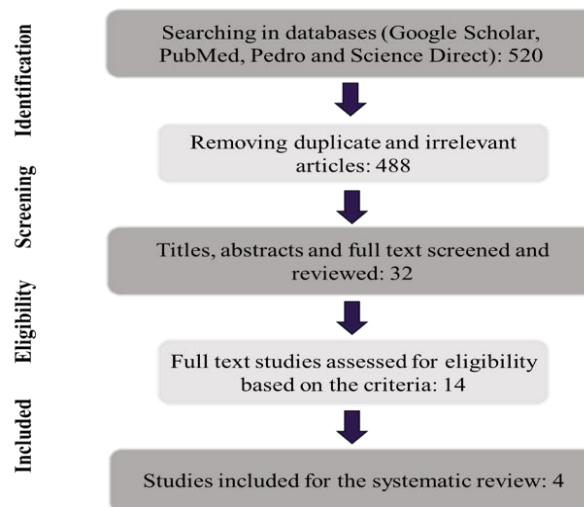 Searching in databases (Google Scholar,
PubMed, Pedro and Science Direct): 520
Identification
Removing duplicate and irrelevant
articles: 488
Screening
Titles, abstracts and full text screened and
reviewed: 32
Eligibility
Full text studies assessed for eligibility
based on the criteria: 14
Included
Studies included for the systematic review: 4